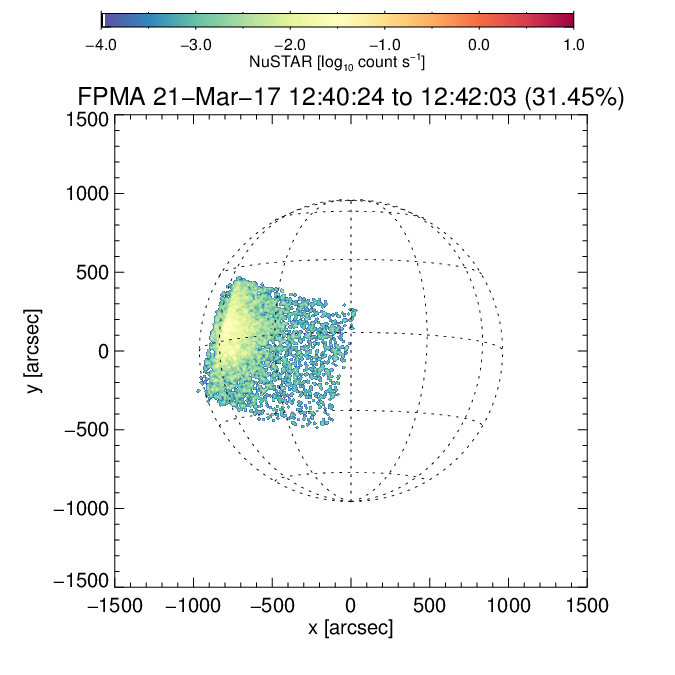 −4.0 −3.0 −2.0 −1.0 0.0 1.0
NuSTAR [log₁₀ count s⁻¹]
FPMA 21−Mar−17 12:40:24 to 12:42:03 (31.45%)
1500
1000
500
0
−500
−1000
−1500
y [arcsec]
−1500 −1000 −500 0 500 1000 1500
x [arcsec]